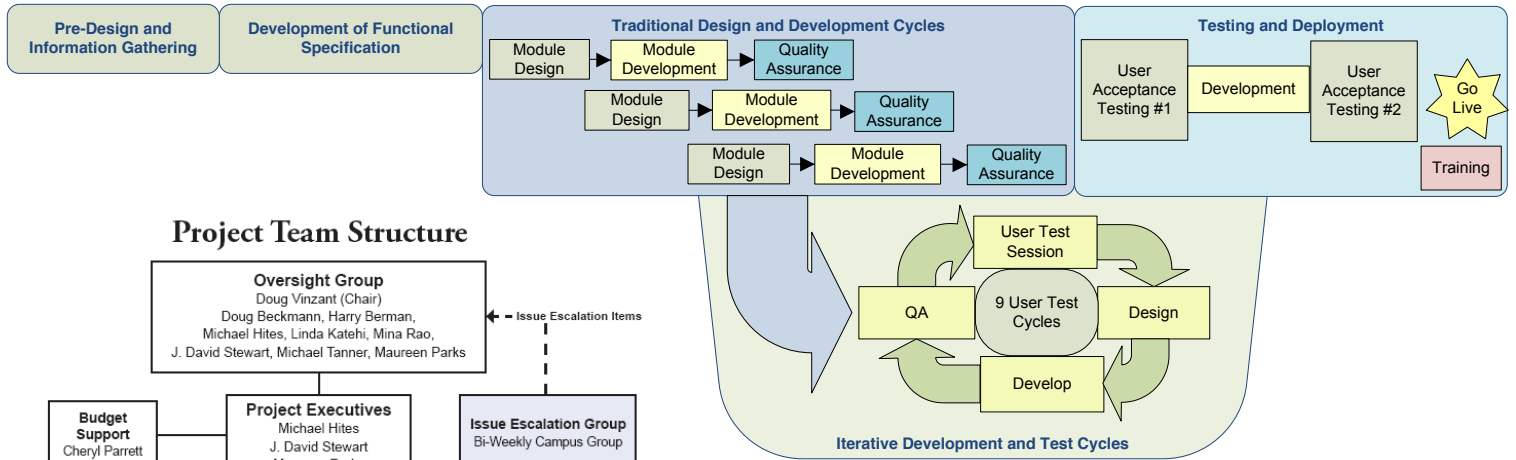 Pre-Design and
Information Gathering
Development of Functional
Specification
Traditional Design and Development Cycles
Module
Design
Module
Development
Quality
Assurance
Module
Design
Module
Development
Quality
Assurance
Module
Design
Module
Development
Quality
Assurance
Testing and Deployment
User
Acceptance
Testing #1
Development
User
Acceptance
Testing #2
Go
Live
Training
User Test
Session
QA
9 User Test
Cycles
Design
Develop
Iterative Development and Test Cycles
Project Team Structure
Oversight Group
Doug Vinzant (Chair)
Doug Beckmann, Harry Berman,
Michael Hites, Linda Katehi, Mina Rao,
J. David Stewart, Michael Tanner, Maureen Parks
Issue Escalation Items
Budget
Support
Cheryl Parrett
Project Executives
Michael Hites
J. David Stewart
Issue Escalation Group
Bi-Weekly Campus Group